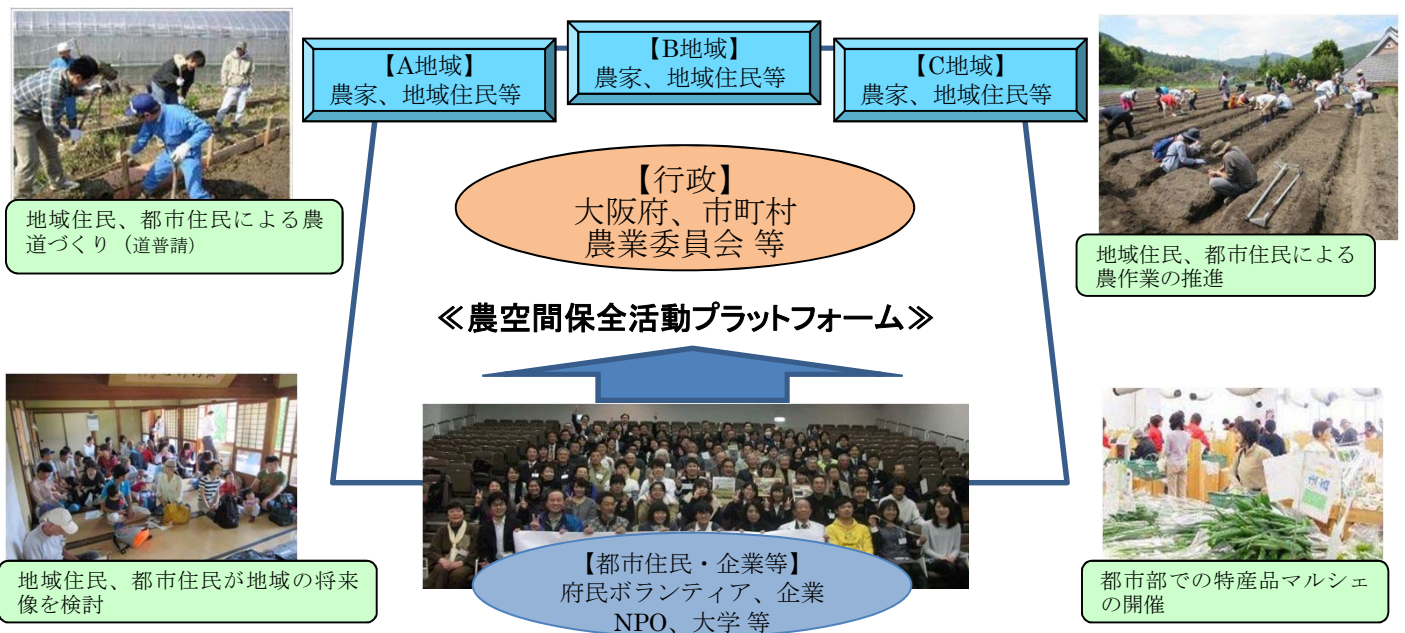 【A地域】
農家、地域住民等
【B地域】
農家、地域住民等
【C地域】
農家、地域住民等
【行政】
大阪府、市町村
農業委員会 等
地域住民、都市住民による農
道づくり（道普請）
地域住民、都市住民による
農作業の推進
≪農空間保全活動プラットフォーム≫
地域住民、都市住民が地域の将来
像を検討
【都市住民・企業等】
府民ボランティア、企業
NPO、大学 等
都市部での特産品マルシェ
の開催